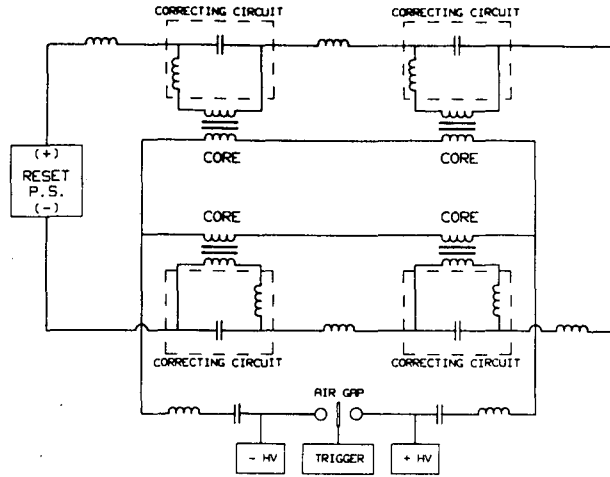 CORRECTING CIRCUIT
CORRECTING CIRCUIT
(+)
RESET
P.S.
(-)
CORE
CORE
CORE
CORE
CORRECTING CIRCUIT
CORRECTING CIRCUIT
AIR GAP
- HV
TRIGGER
+ HV